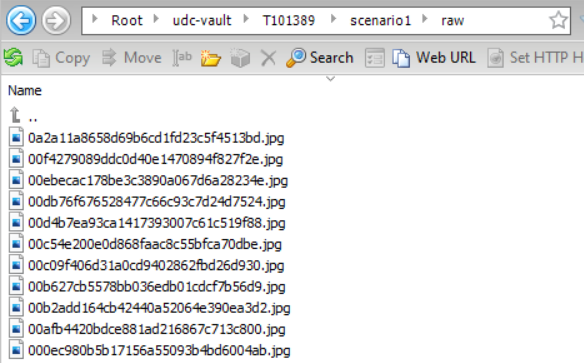 Root udc-vault T101389 scenario1 raw
Copy Move ab Search Web URL Set HTTP H
Name
..
0a2a11a8658d69b6cd1fd23c5f4513bd.jpg
00f4279089ddc0d40e1470894f827f2e.jpg
00ebecac178be3c3890a067d6a28234e.jpg
00db76f676528477c66c93c7d24d7524.jpg
00d4b7ea93ca1417393007c61c519f88.jpg
00c54e200e0d868faac8c55bfca70dbe.jpg
00c09f406d31a0cd9402862fbd26d930.jpg
00b627cb5578bb036edb01cdcf7b56d9.jpg
00b2add164cb42440a52064e390ea3d2.jpg
00afb4420bdce881ad216867c713c800.jpg
000ec980b5b17156a55093b4bd6004ab.jpg